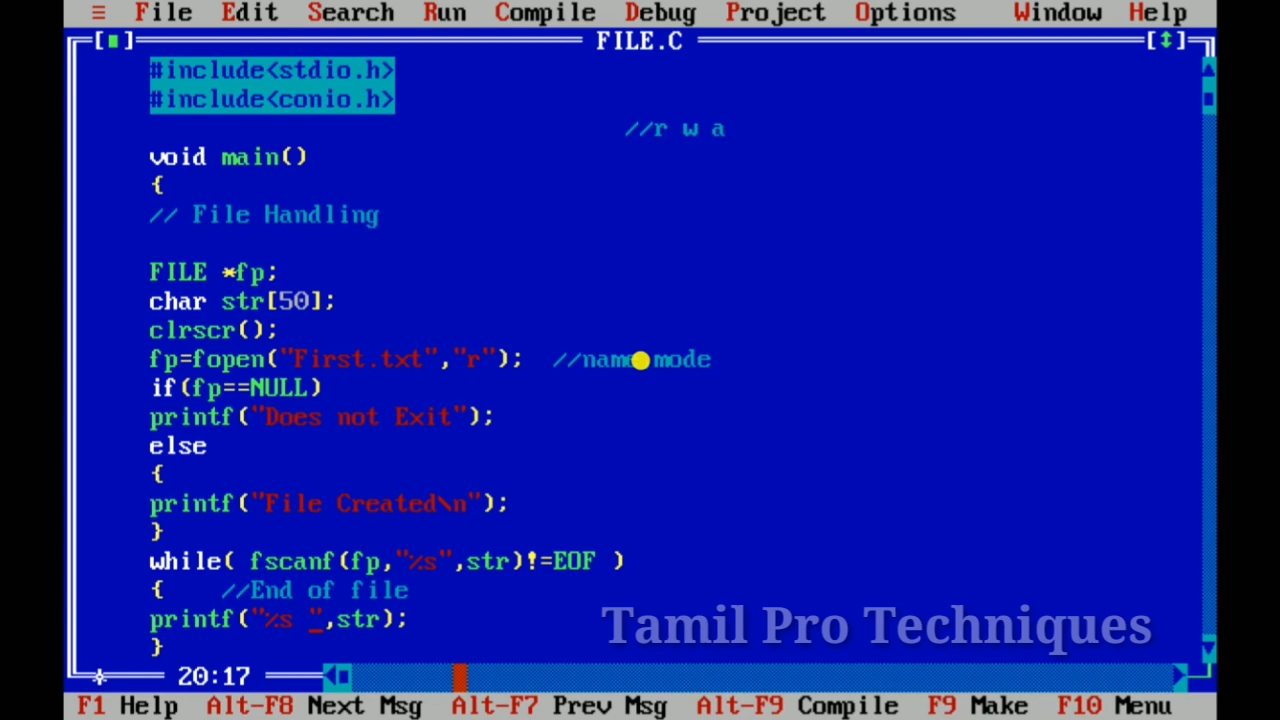 ≡ File Edit Search Run Compile Debug Project Options Window Help
[■] FILE.C [↕]
#include<stdio.h>
#include<conio.h>
//r w a
void main()
{
// File Handling
FILE *fp;
char str[50];
clrscr();
fp=fopen("First.txt","r"); //name mode
if(fp==NULL)
printf("Does not Exit");
else
{
printf("File Created\n");
}
while( fscanf(fp,"%s",str)!=EOF )
{ //End of file
printf("%s ",str);
}
Tamil Pro Techniques
20:17
F1 Help Alt-F8 Next Msg Alt-F7 Prev Msg Alt-F9 Compile F9 Make F10 Menu